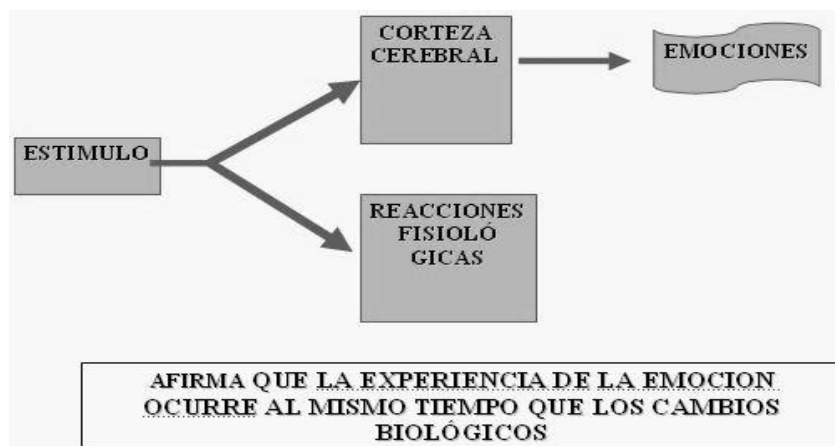 CORTEZA
CEREBRAL
EMOCIONES
ESTIMULO
REACCIONES
FISIOLÓ
GICAS
AFIRMA QUE LA EXPERIENCIA DE LA EMOCION
OCURRE AL MISMO TIEMPO QUE LOS CAMBIOS
BIOLÓGICOS